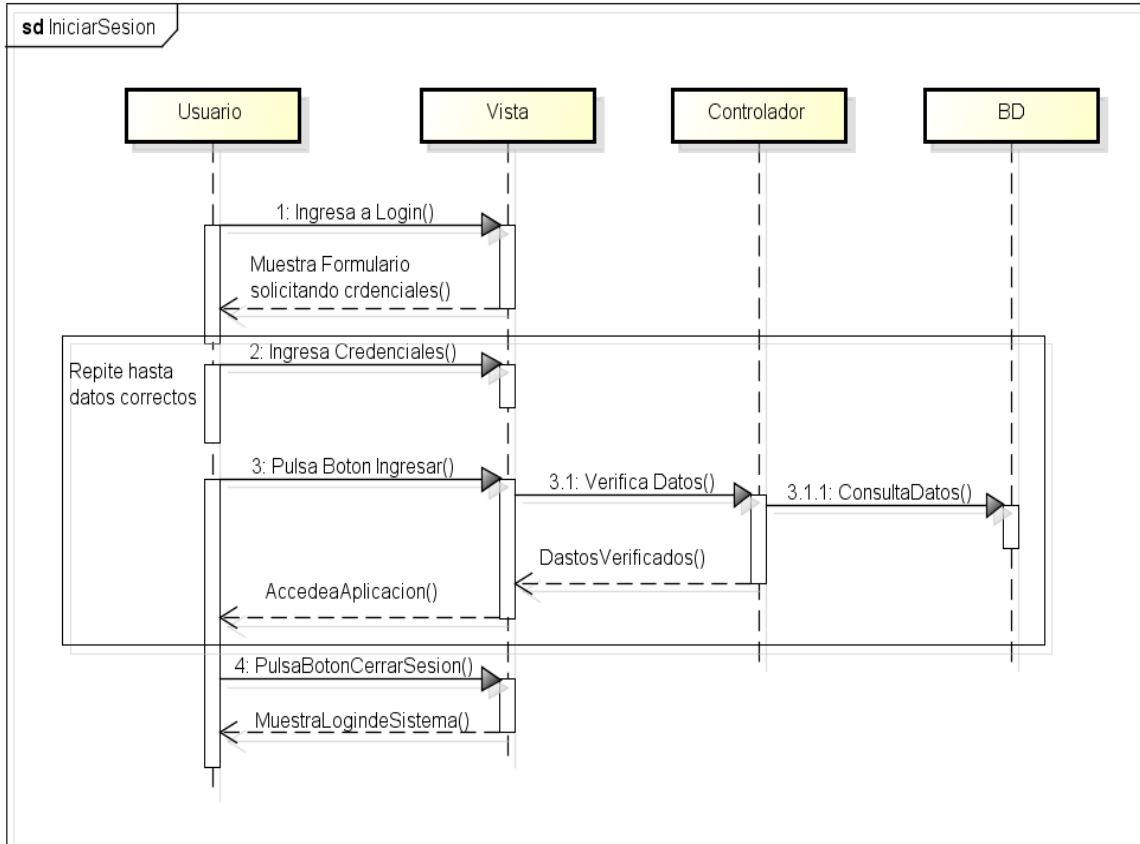 sd IniciarSesion
Usuario
Vista
Controlador
BD
1: Ingresa a Login()
Muestra Formulario
solicitando crdenciales()
2: Ingresa Credenciales()
Repite hasta
datos correctos
3: Pulsa Boton Ingresar()
3.1: Verifica Datos()
3.1.1: ConsultaDatos()
DastosVerificados()
AccedeaAplicacion()
4: PulsaBotonCerrarSesion()
MuestraLogindeSistema()